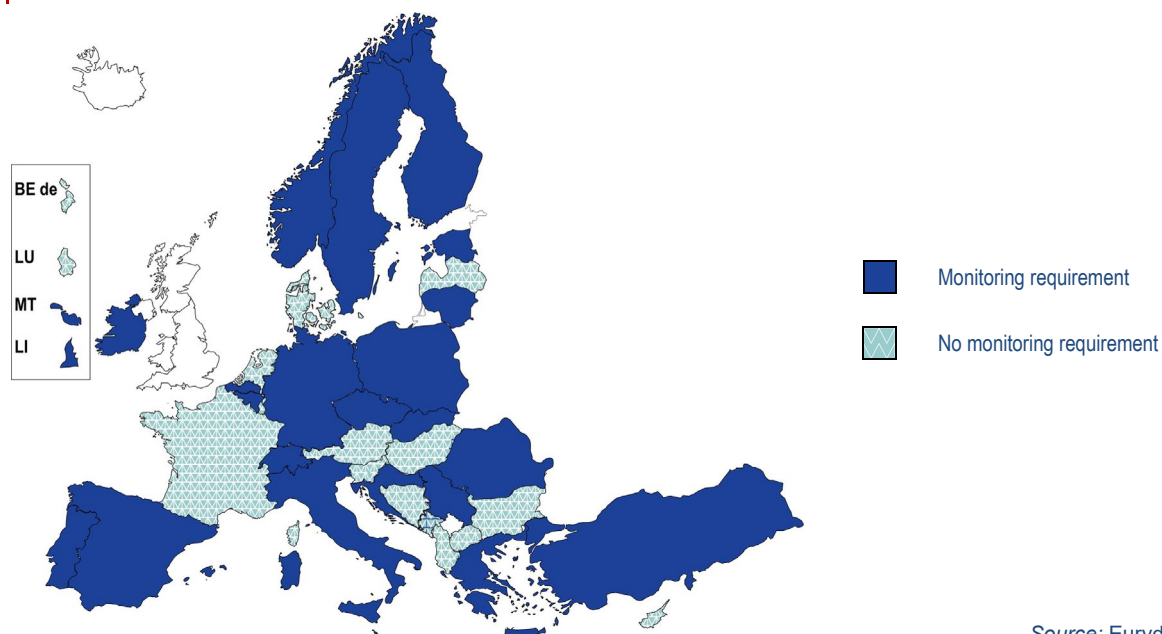 BE de
LU
MT
LI
Monitoring requirement
No monitoring requirement
Source: